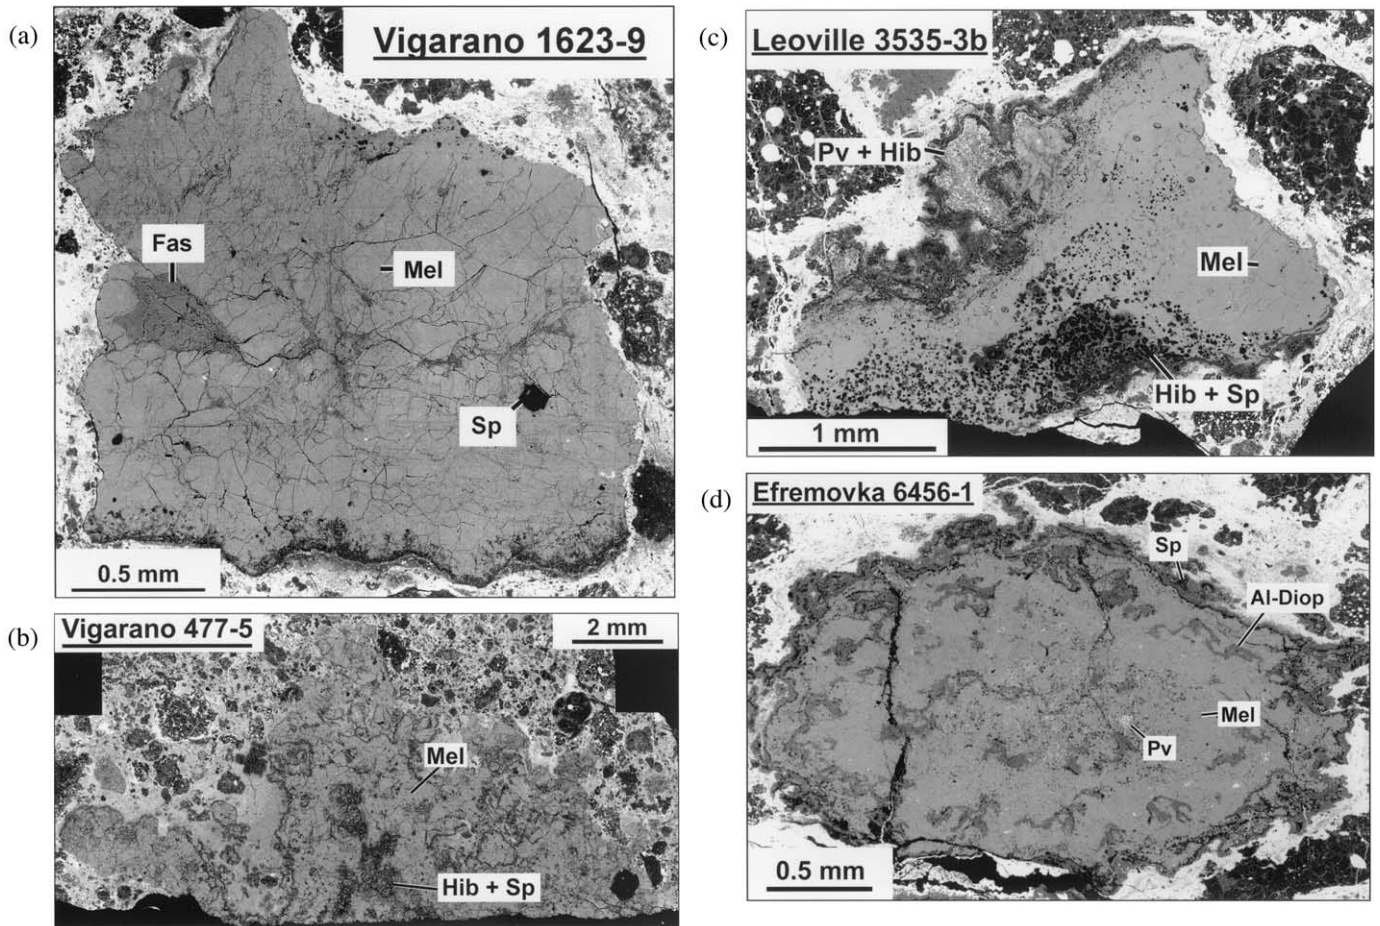 (a)
Vigarano 1623-9
Fas
Mel
Sp
0.5 mm
(b)
Vigarano 477-5
2 mm
Mel
Hib + Sp
(c)
Leoville 3535-3b
Pv + Hib
Mel
Hib + Sp
1 mm
(d)
Efremovka 6456-1
Sp
Al-Diop
Mel
Pv
0.5 mm